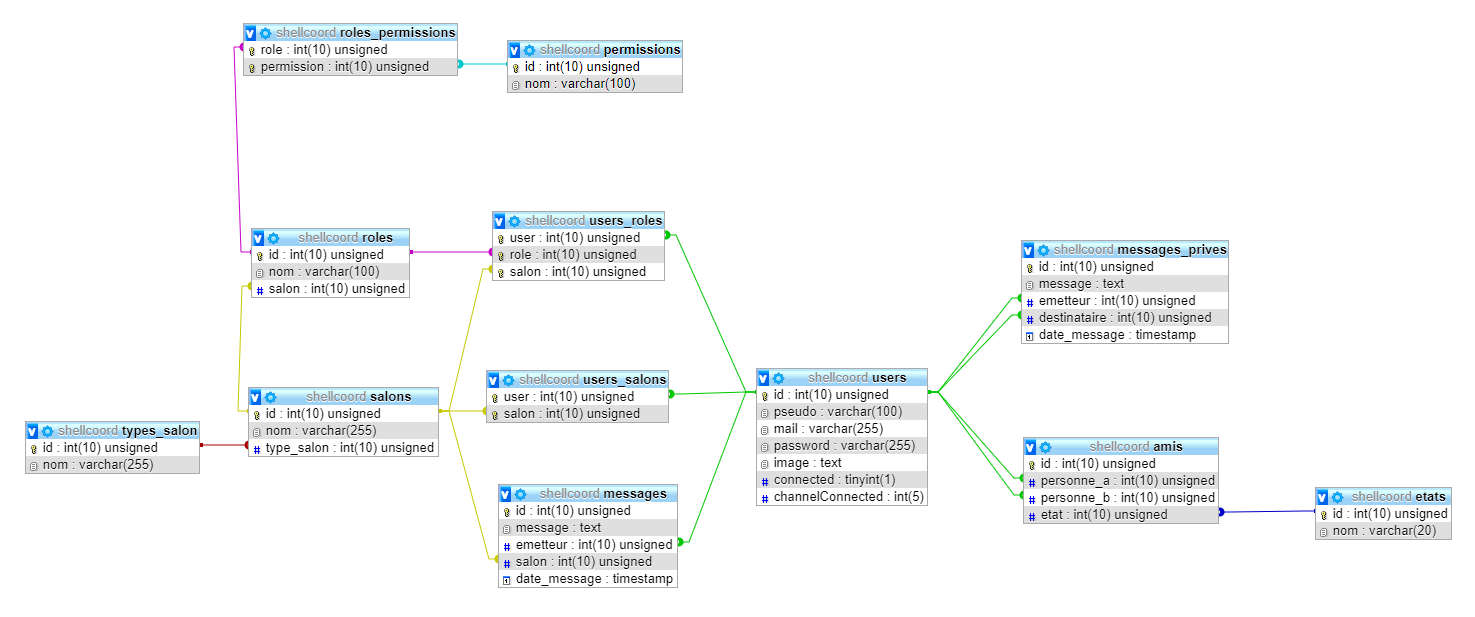 shellcoord roles_permissions
role : int(10) unsigned
permission : int(10) unsigned
shellcoord permissions
id : int(10) unsigned
nom : varchar(100)
shellcoord roles
id : int(10) unsigned
nom : varchar(100)
salon : int(10) unsigned
shellcoord users_roles
user : int(10) unsigned
role : int(10) unsigned
salon : int(10) unsigned
shellcoord messages_prives
id : int(10) unsigned
message : text
emetteur : int(10) unsigned
destinataire : int(10) unsigned
date_message : timestamp
shellcoord types_salon
id : int(10) unsigned
nom : varchar(255)
shellcoord salons
id : int(10) unsigned
nom : varchar(255)
type_salon : int(10) unsigned
shellcoord users_salons
user : int(10) unsigned
salon : int(10) unsigned
shellcoord users
id : int(10) unsigned
pseudo : varchar(100)
mail : varchar(255)
password : varchar(255)
image : text
connected : tinyint(1)
channelConnected : int(5)
shellcoord messages
id : int(10) unsigned
message : text
emetteur : int(10) unsigned
salon : int(10) unsigned
date_message : timestamp
shellcoord amis
id : int(10) unsigned
personne_a : int(10) unsigned
personne_b : int(10) unsigned
etat : int(10) unsigned
shellcoord etats
id : int(10) unsigned
nom : varchar(20)